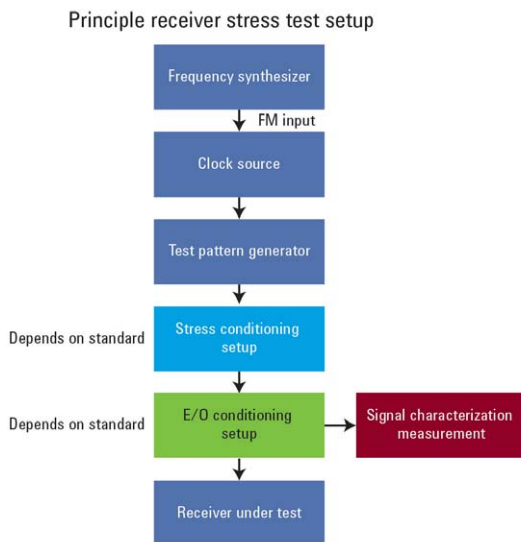 Principle receiver stress test setup
Frequency synthesizer
FM input
Clock source
Test pattern generator
Depends on standard
Stress conditioning
setup
Depends on standard
E/O conditioning
setup
Signal characterization
measurement
Receiver under test